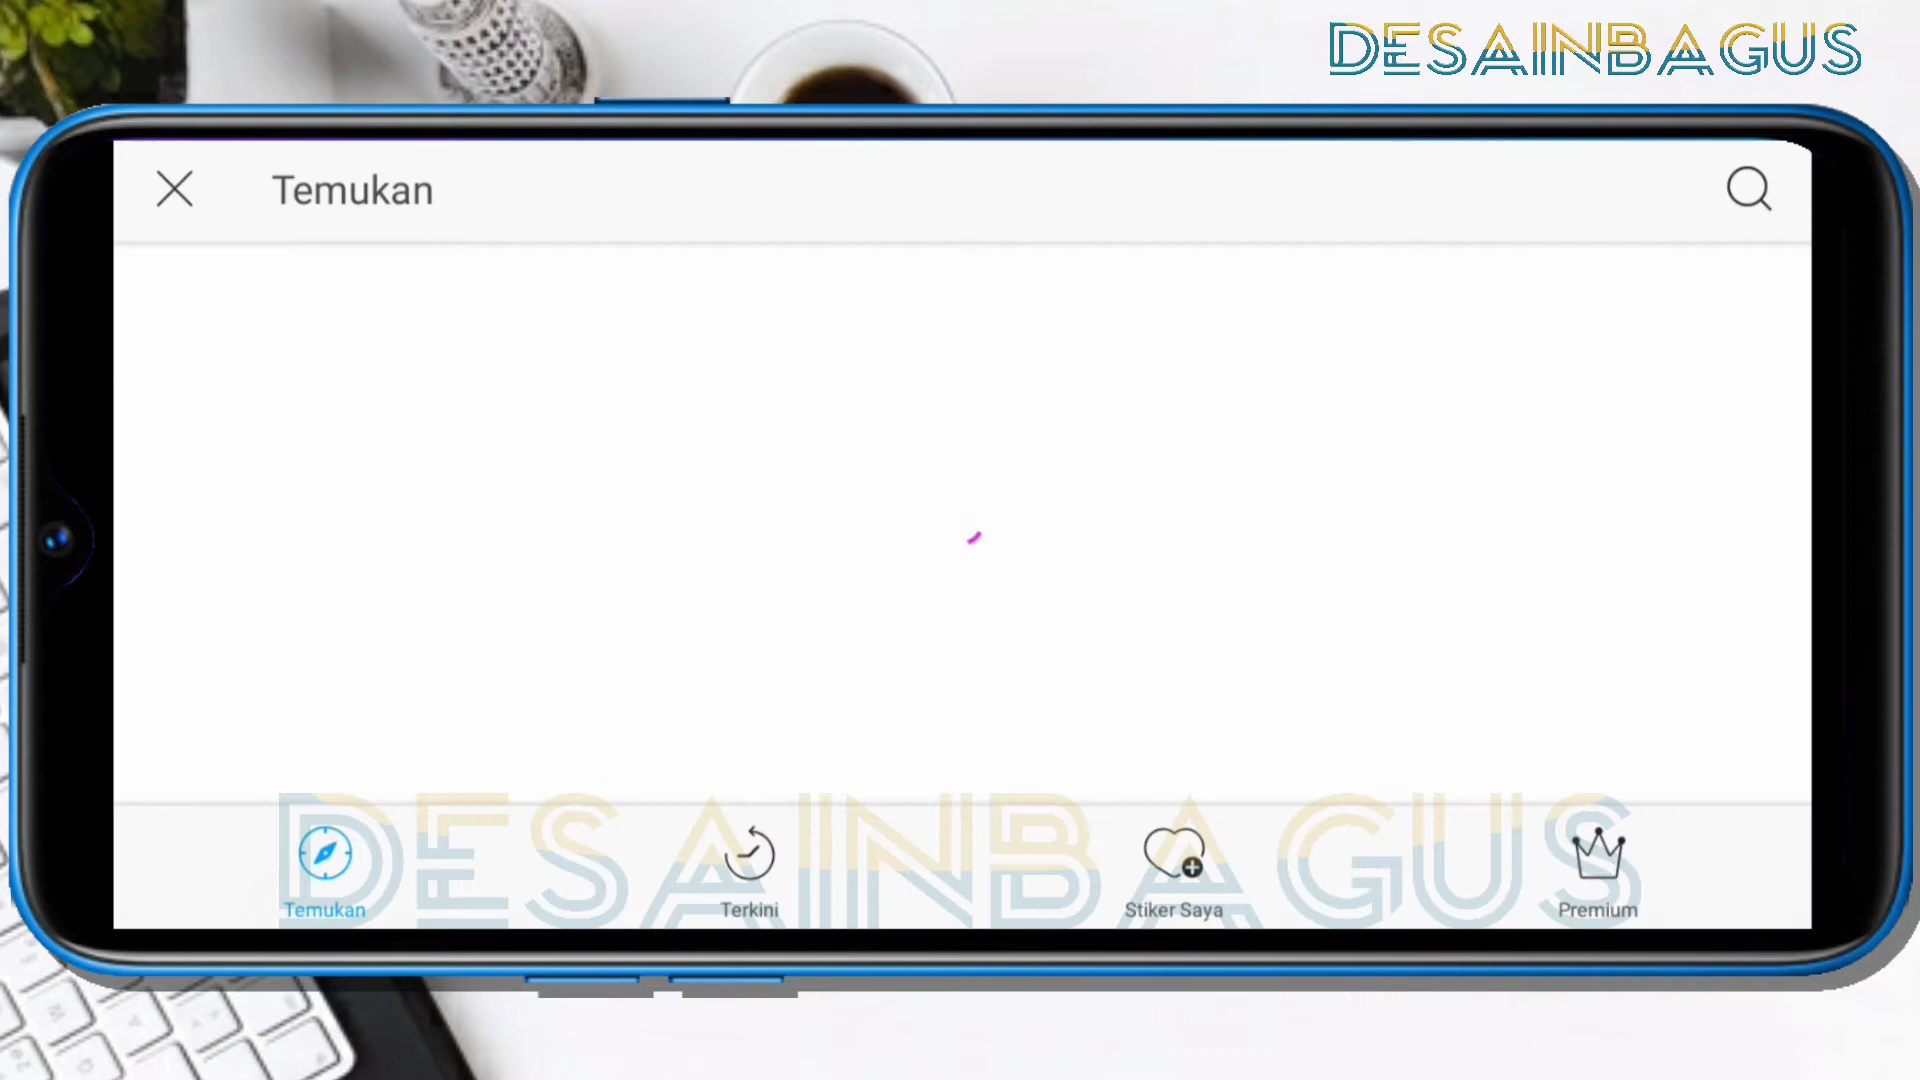 DESAINBAGUS
Temukan
DESAINBAGUS
Temukan
Terkini
Stiker Saya
Premium